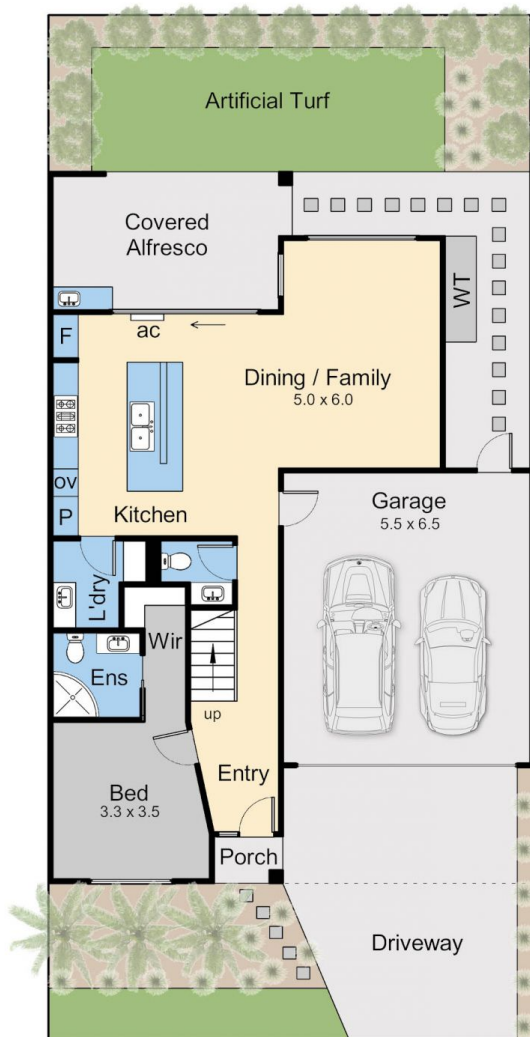 Artificial Turf
Covered
Alfresco
WT
F
ac
Dining / Family
5.0 x 6.0
ov
P
Kitchen
Garage
5.5 x 6.5
L'dry
Wir
Ens
up
Entry
Bed
3.3 x 3.5
Porch
Driveway